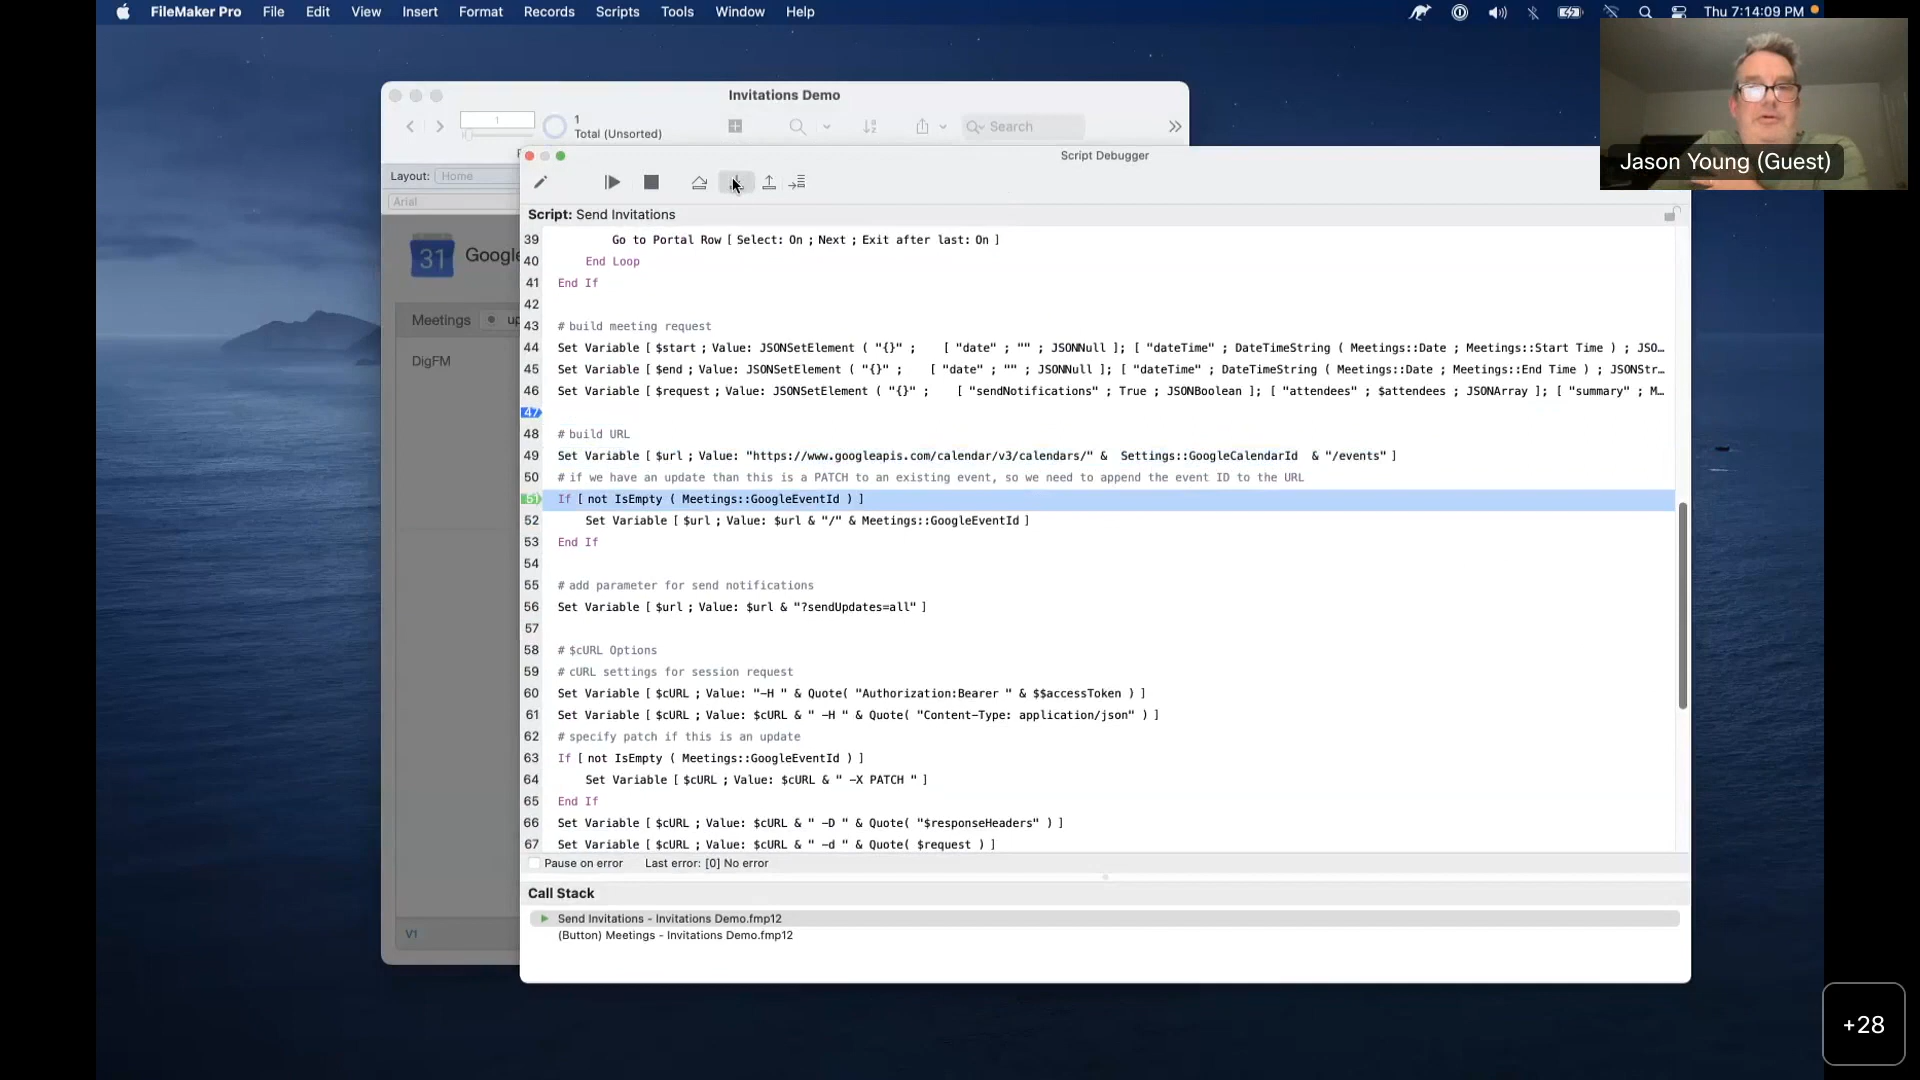 FileMaker Pro File Edit View Insert Format Records Scripts Tools Window Help Thu 7:14:09 PM
Invitations Demo
1
1
Total (Unsorted)
Search
Script Debugger
Jason Young (Guest)
Layout: Home
Arial
Script: Send Invitations
31 Google
Meetings up
DigFM
V1
39 Go to Portal Row [ Select: On ; Next ; Exit after last: On ]
40 End Loop
41 End If
42
43 # build meeting request
44 Set Variable [ $start ; Value: JSONSetElement ( "{}" ; [ "date" ; "" ; JSONNull ]; [ "dateTime" ; DateTimeString ( Meetings::Date ; Meetings::Start Time ) ; JSO…
45 Set Variable [ $end ; Value: JSONSetElement ( "{}" ; [ "date" ; "" ; JSONNull ]; [ "dateTime" ; DateTimeString ( Meetings::Date ; Meetings::End Time ) ; JSONStr…
46 Set Variable [ $request ; Value: JSONSetElement ( "{}" ; [ "sendNotifications" ; True ; JSONBoolean ]; [ "attendees" ; $attendees ; JSONArray ]; [ "summary" ; M…
47
48 # build URL
49 Set Variable [ $url ; Value: "https://www.googleapis.com/calendar/v3/calendars/" & Settings::GoogleCalendarId & "/events" ]
50 # if we have an update than this is a PATCH to an existing event, so we need to append the event ID to the URL
51 If [ not IsEmpty ( Meetings::GoogleEventId ) ]
52 Set Variable [ $url ; Value: $url & "/" & Meetings::GoogleEventId ]
53 End If
54
55 # add parameter for send notifications
56 Set Variable [ $url ; Value: $url & "?sendUpdates=all" ]
57
58 # $cURL Options
59 # cURL settings for session request
60 Set Variable [ $cURL ; Value: "-H " & Quote( "Authorization:Bearer " & $$accessToken ) ]
61 Set Variable [ $cURL ; Value: $cURL & " -H " & Quote( "Content-Type: application/json" ) ]
62 # specify patch if this is an update
63 If [ not IsEmpty ( Meetings::GoogleEventId ) ]
64 Set Variable [ $cURL ; Value: $cURL & " -X PATCH " ]
65 End If
66 Set Variable [ $cURL ; Value: $cURL & " -D " & Quote( "$responseHeaders" ) ]
67 Set Variable [ $cURL ; Value: $cURL & " -d " & Quote( $request ) ]
Pause on error Last error: [0] No error
Call Stack
Send Invitations - Invitations Demo.fmp12
(Button) Meetings - Invitations Demo.fmp12
+28